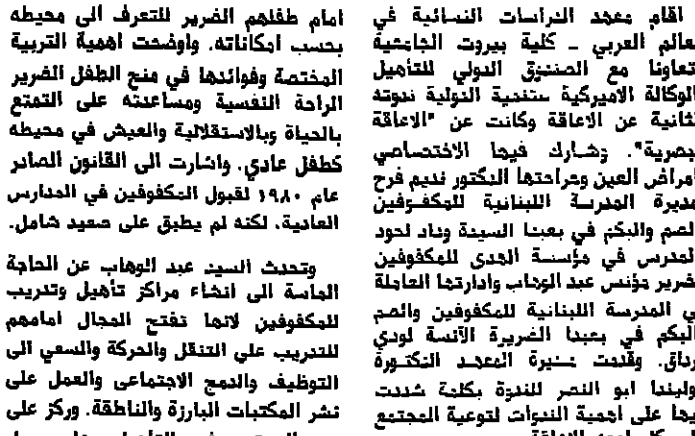 اقام معهد الدراسات النسائية في
عالم العربي – كلية بيروت الجامعية
تعاونا مع الصندوق الدولي للتأهيل
الوكالة الاميركية للتنمية الدولية ندوته
لثانية عن الاعاقة وكانت عن "الاعاقة
بصرية". وشارك فيها الاختصاصي
امراض العين وجراحتها الدكتور نديم فرح
مديرة المدرسة اللبنانية للمكفوفين
لصم والبكم في بعبدا السيدة وداد لحود
لمدرس في مؤسسة الهدى للمكفوفين
ضرير مؤنس عبد الوهاب وادارتها العاملة
ي المدرسة اللبنانية للمكفوفين والصم
البكم في بعبدا الضريرة الآنسة لودي
رداق. وقدمت مديرة المعهد الدكتورة
وليندا ابو النصر للندوة بكلمة شددت
يها على اهمية الندوات لتوعية المجتمع
امام طفلهم الضرير للتعرف الى محيطه
بحسب امكاناته. واوضحت اهمية التربية
المختصة وفوائدها في منح الطفل الضرير
الراحة النفسية ومساعدته على التمتع
بالحياة وبالاستقلالية والعيش في محيطه
كطفل عادي. واشارت الى القانون الصادر
عام ١٩٨٠ لقبول المكفوفين في المدارس
العادية، لكنه لم يطبق على صعيد شامل.
وتحدث السيد عبد الوهاب عن الحاجة
الماسة الى انشاء مراكز تأهيل وتدريب
للمكفوفين لانها تفتح المجال امامهم
للتدريب على التنقل والحركة والسعي الى
التوظيف والدمج الاجتماعي والعمل على
نشر المكتبات البارزة والناطقة. وركز على